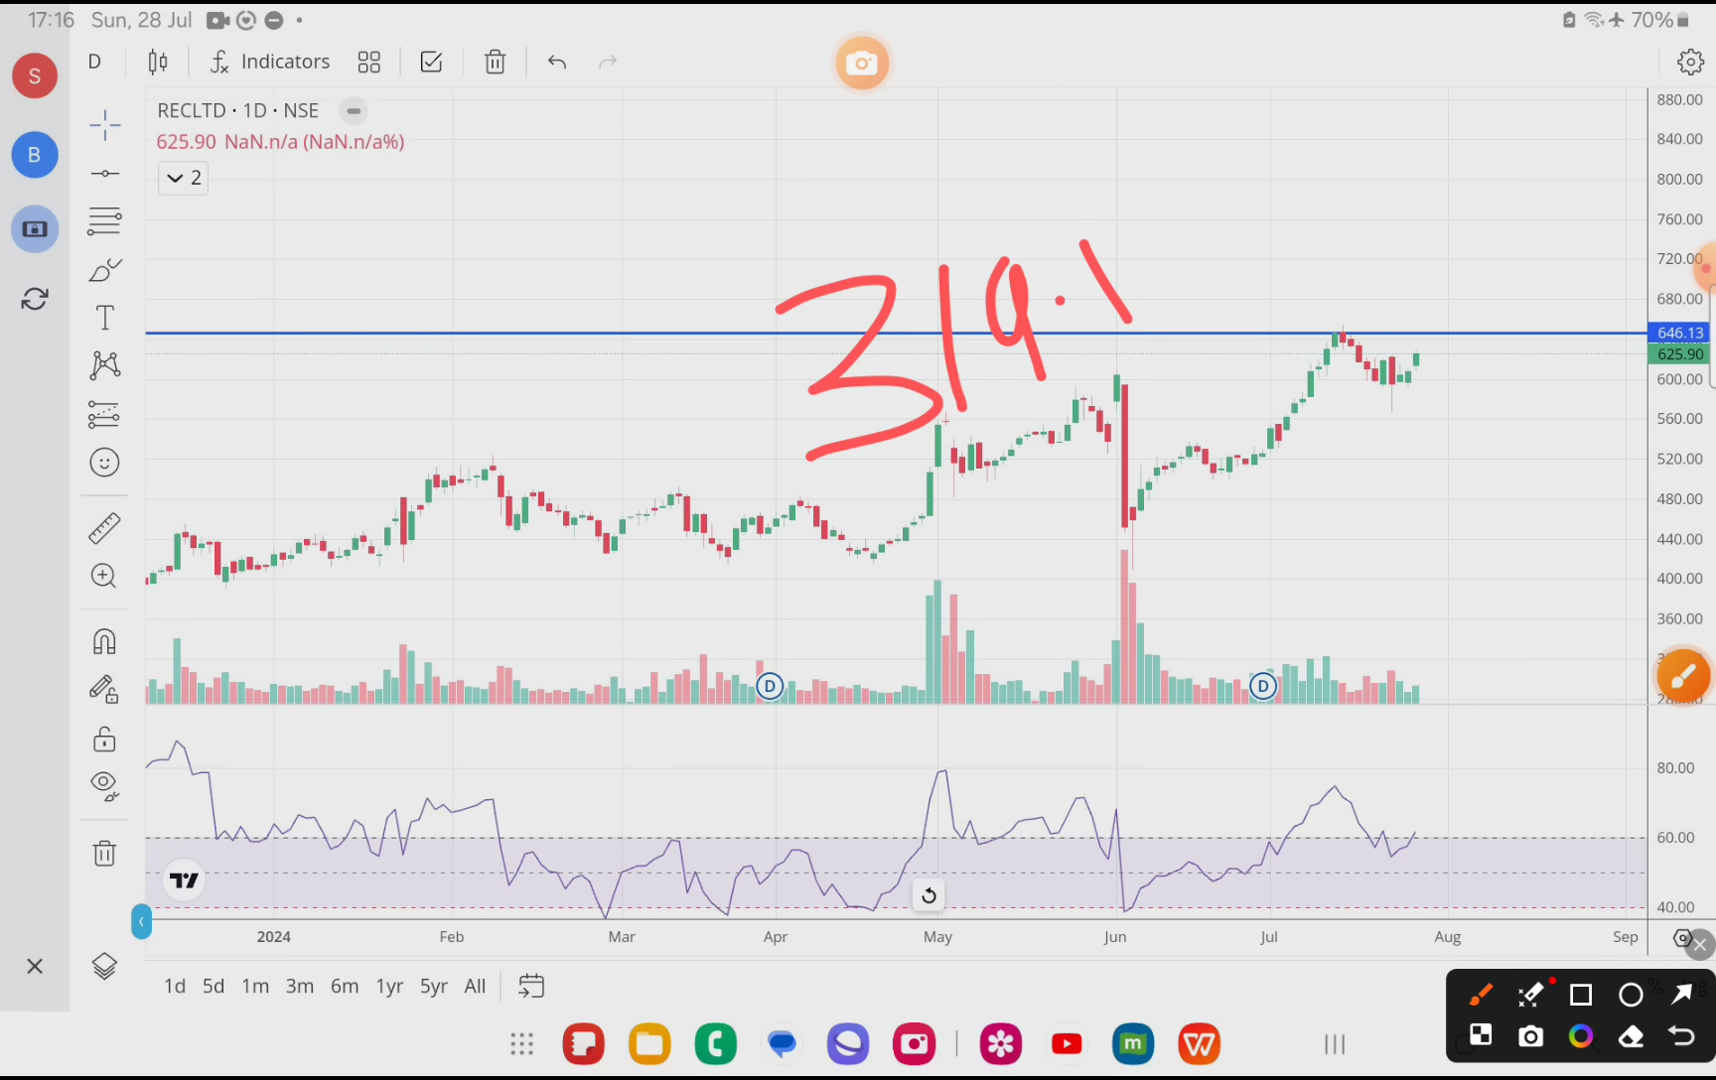 17:16 Sun, 28 Jul 70%
S
D Indicators
B
RECLTD · 1D · NSE
625.90 NaN.n/a (NaN.n/a%)
2
319.1
880.00
840.00
800.00
760.00
720.00
680.00
646.13
625.90
600.00
560.00
520.00
480.00
440.00
400.00
360.00
D D
80.00
60.00
40.00
2024 Feb Mar Apr May Jun Jul Aug Sep
1d 5d 1m 3m 6m 1yr 5yr All
m W